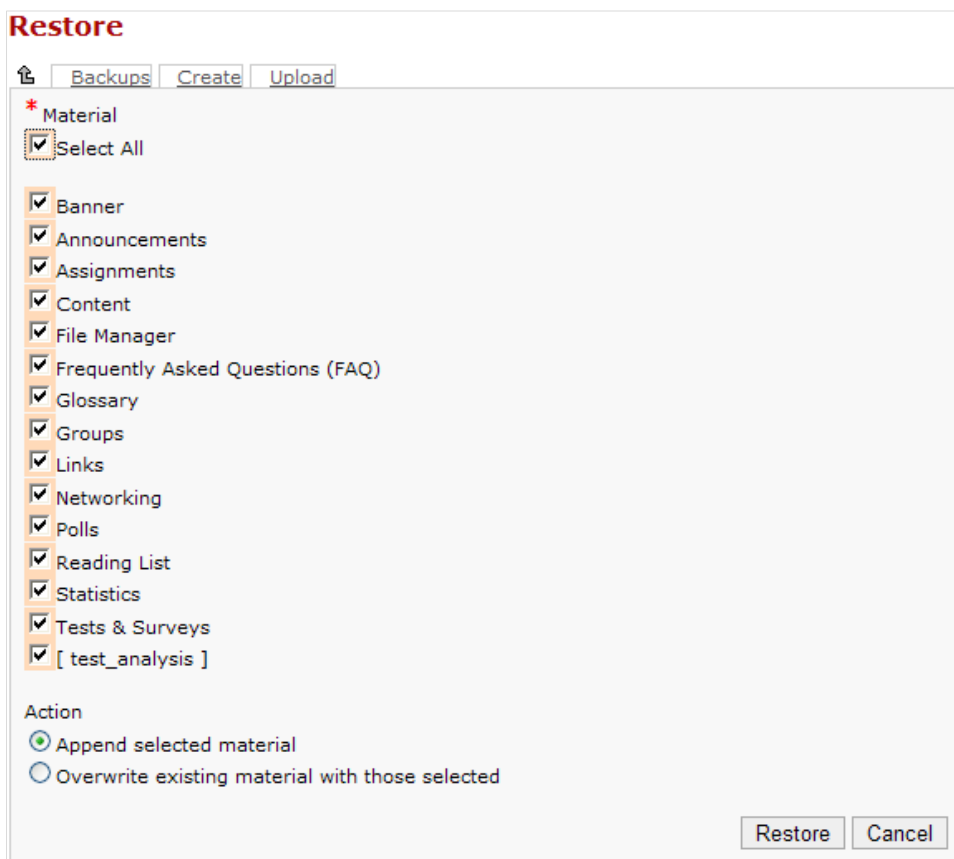 Restore
Backups Create Upload
* Material
Select All
Banner
Announcements
Assignments
Content
File Manager
Frequently Asked Questions (FAQ)
Glossary
Groups
Links
Networking
Polls
Reading List
Statistics
Tests & Surveys
[ test_analysis ]
Action
Append selected material
Overwrite existing material with those selected
Restore Cancel